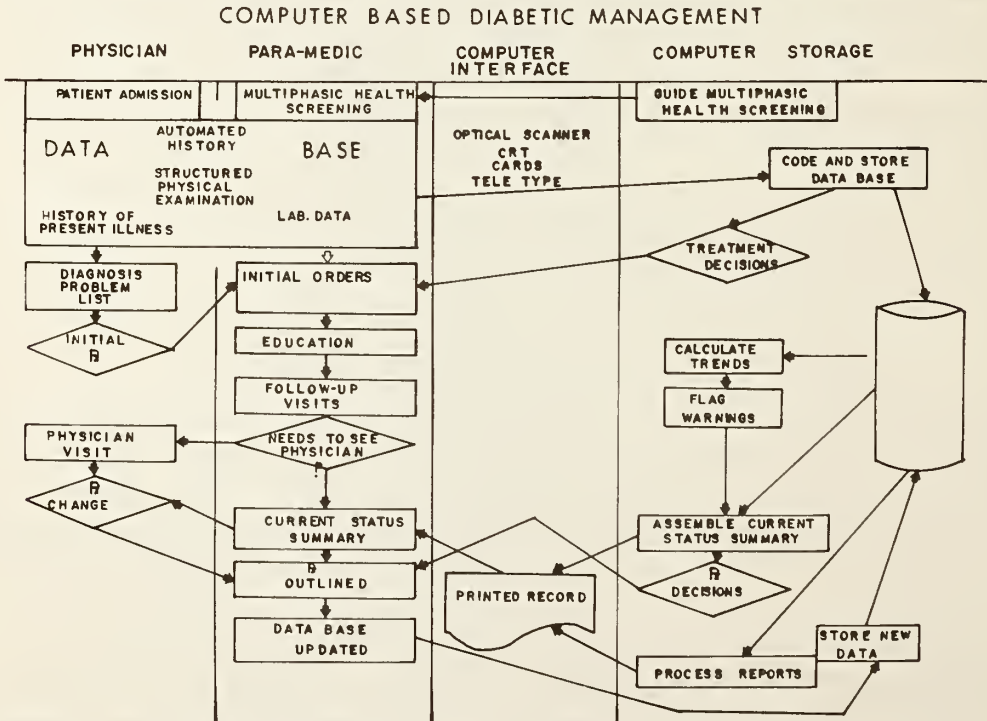 COMPUTER BASED DIABETIC MANAGEMENT
PHYSICIAN
PARA-MEDIC
COMPUTER
INTERFACE
COMPUTER STORAGE
PATIENT ADMISSION
MULTIPHASIC HEALTH
SCREENING
GUIDE MULTIPHASIC
HEALTH SCREENING
AUTOMATED
HISTORY
DATA BASE
STRUCTURED
PHYSICAL
EXAMINATION
HISTORY OF
PRESENT ILLNESS
LAB. DATA
OPTICAL SCANNER
CRT
CARDS
TELE TYPE
CODE AND STORE
DATA BASE
TREATMENT
DECISIONS
DIAGNOSIS
PROBLEM
LIST
INITIAL ORDERS
INITIAL
℞
EDUCATION
CALCULATE
TRENDS
FOLLOW-UP
VISITS
FLAG
WARNINGS
PHYSICIAN
VISIT
NEEDS TO SEE
PHYSICIAN
?
℞
CHANGE
CURRENT STATUS
SUMMARY
ASSEMBLE CURRENT
STATUS SUMMARY
℞
OUTLINED
PRINTED RECORD
℞
DECISIONS
DATA BASE
UPDATED
STORE NEW
DATA
PROCESS REPORTS